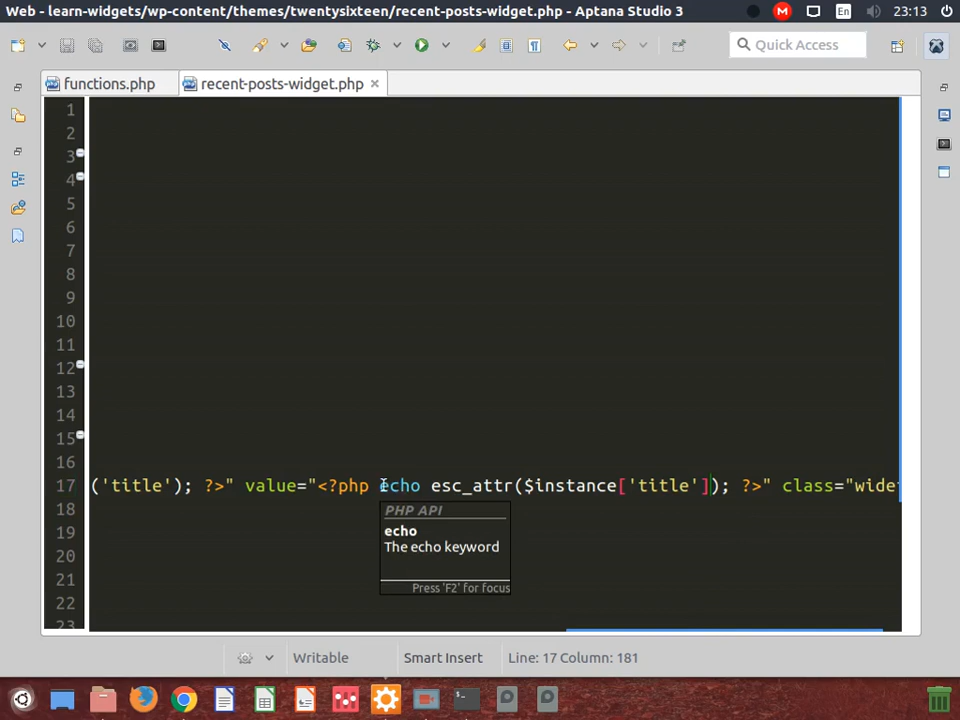 Web - learn-widgets/wp-content/themes/twentysixteen/recent-posts-widget.php - Aptana Studio 3
M
En
23:13
Quick Access
functions.php
recent-posts-widget.php
1
2
3
4
5
6
7
8
9
10
11
12
13
14
15
16
17 ('title'); ?>" value="<?php echo esc_attr($instance['title']); ?>" class="widet
18
19
20
21
22
23
PHP API
echo
The echo keyword
Press 'F2' for focus
Writable
Smart Insert
Line: 17 Column: 181